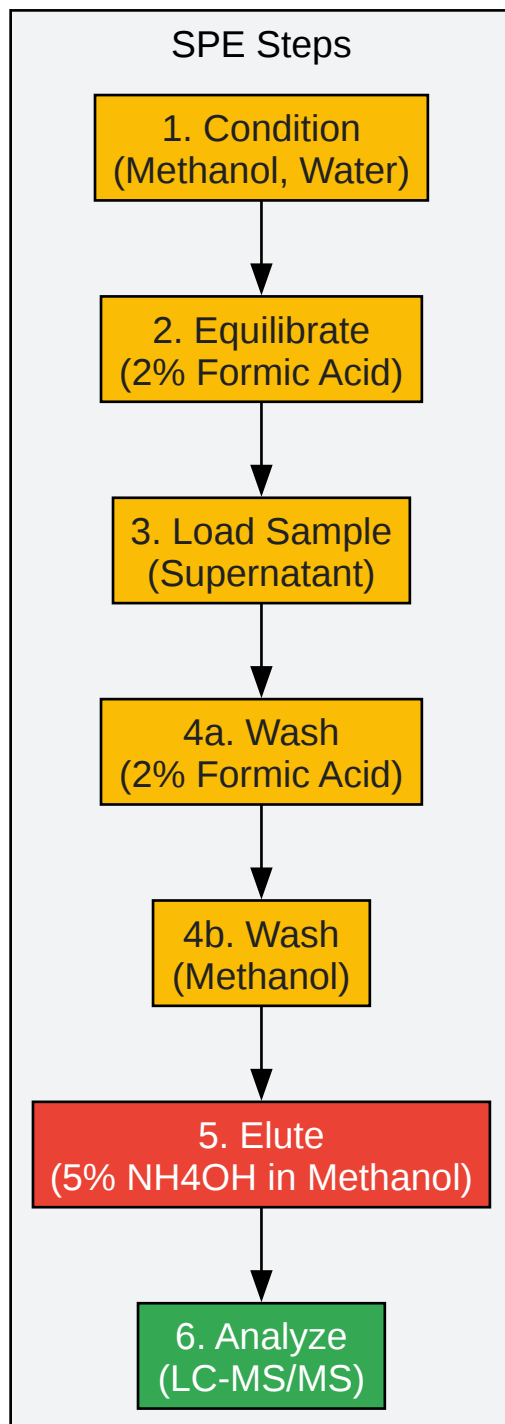 SPE Steps
1. Condition
(Methanol, Water)
2. Equilibrate
(2% Formic Acid)
3. Load Sample
(Supernatant)
4a. Wash
(2% Formic Acid)
4b. Wash
(Methanol)
5. Elute
(5% NH4OH in Methanol)
6. Analyze
(LC-MS/MS)